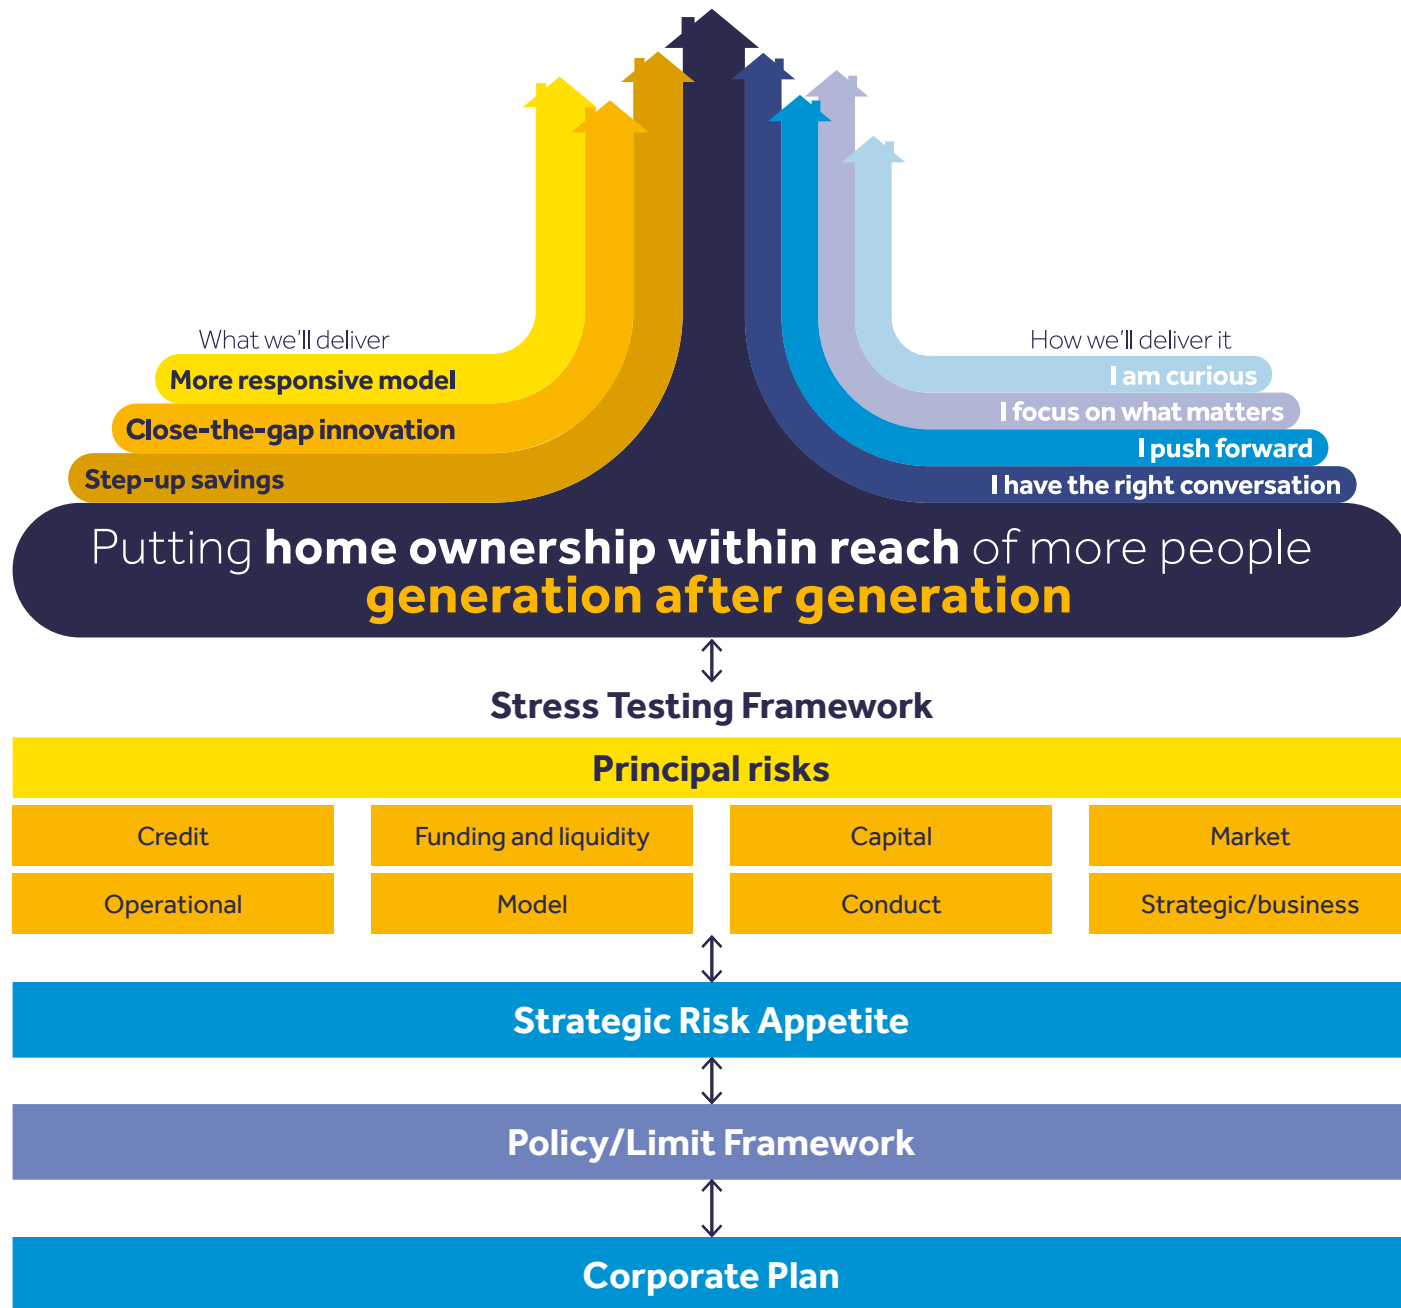 What we'll deliver
More responsive model
Close-the-gap innovation
Step-up savings
How we'll deliver it
I am curious
I focus on what matters
I push forward
I have the right conversation
Putting home ownership within reach of more people
generation after generation
Stress Testing Framework
Principal risks
Credit
Funding and liquidity
Capital
Market
Operational
Model
Conduct
Strategic/business
Strategic Risk Appetite
Policy/Limit Framework
Corporate Plan